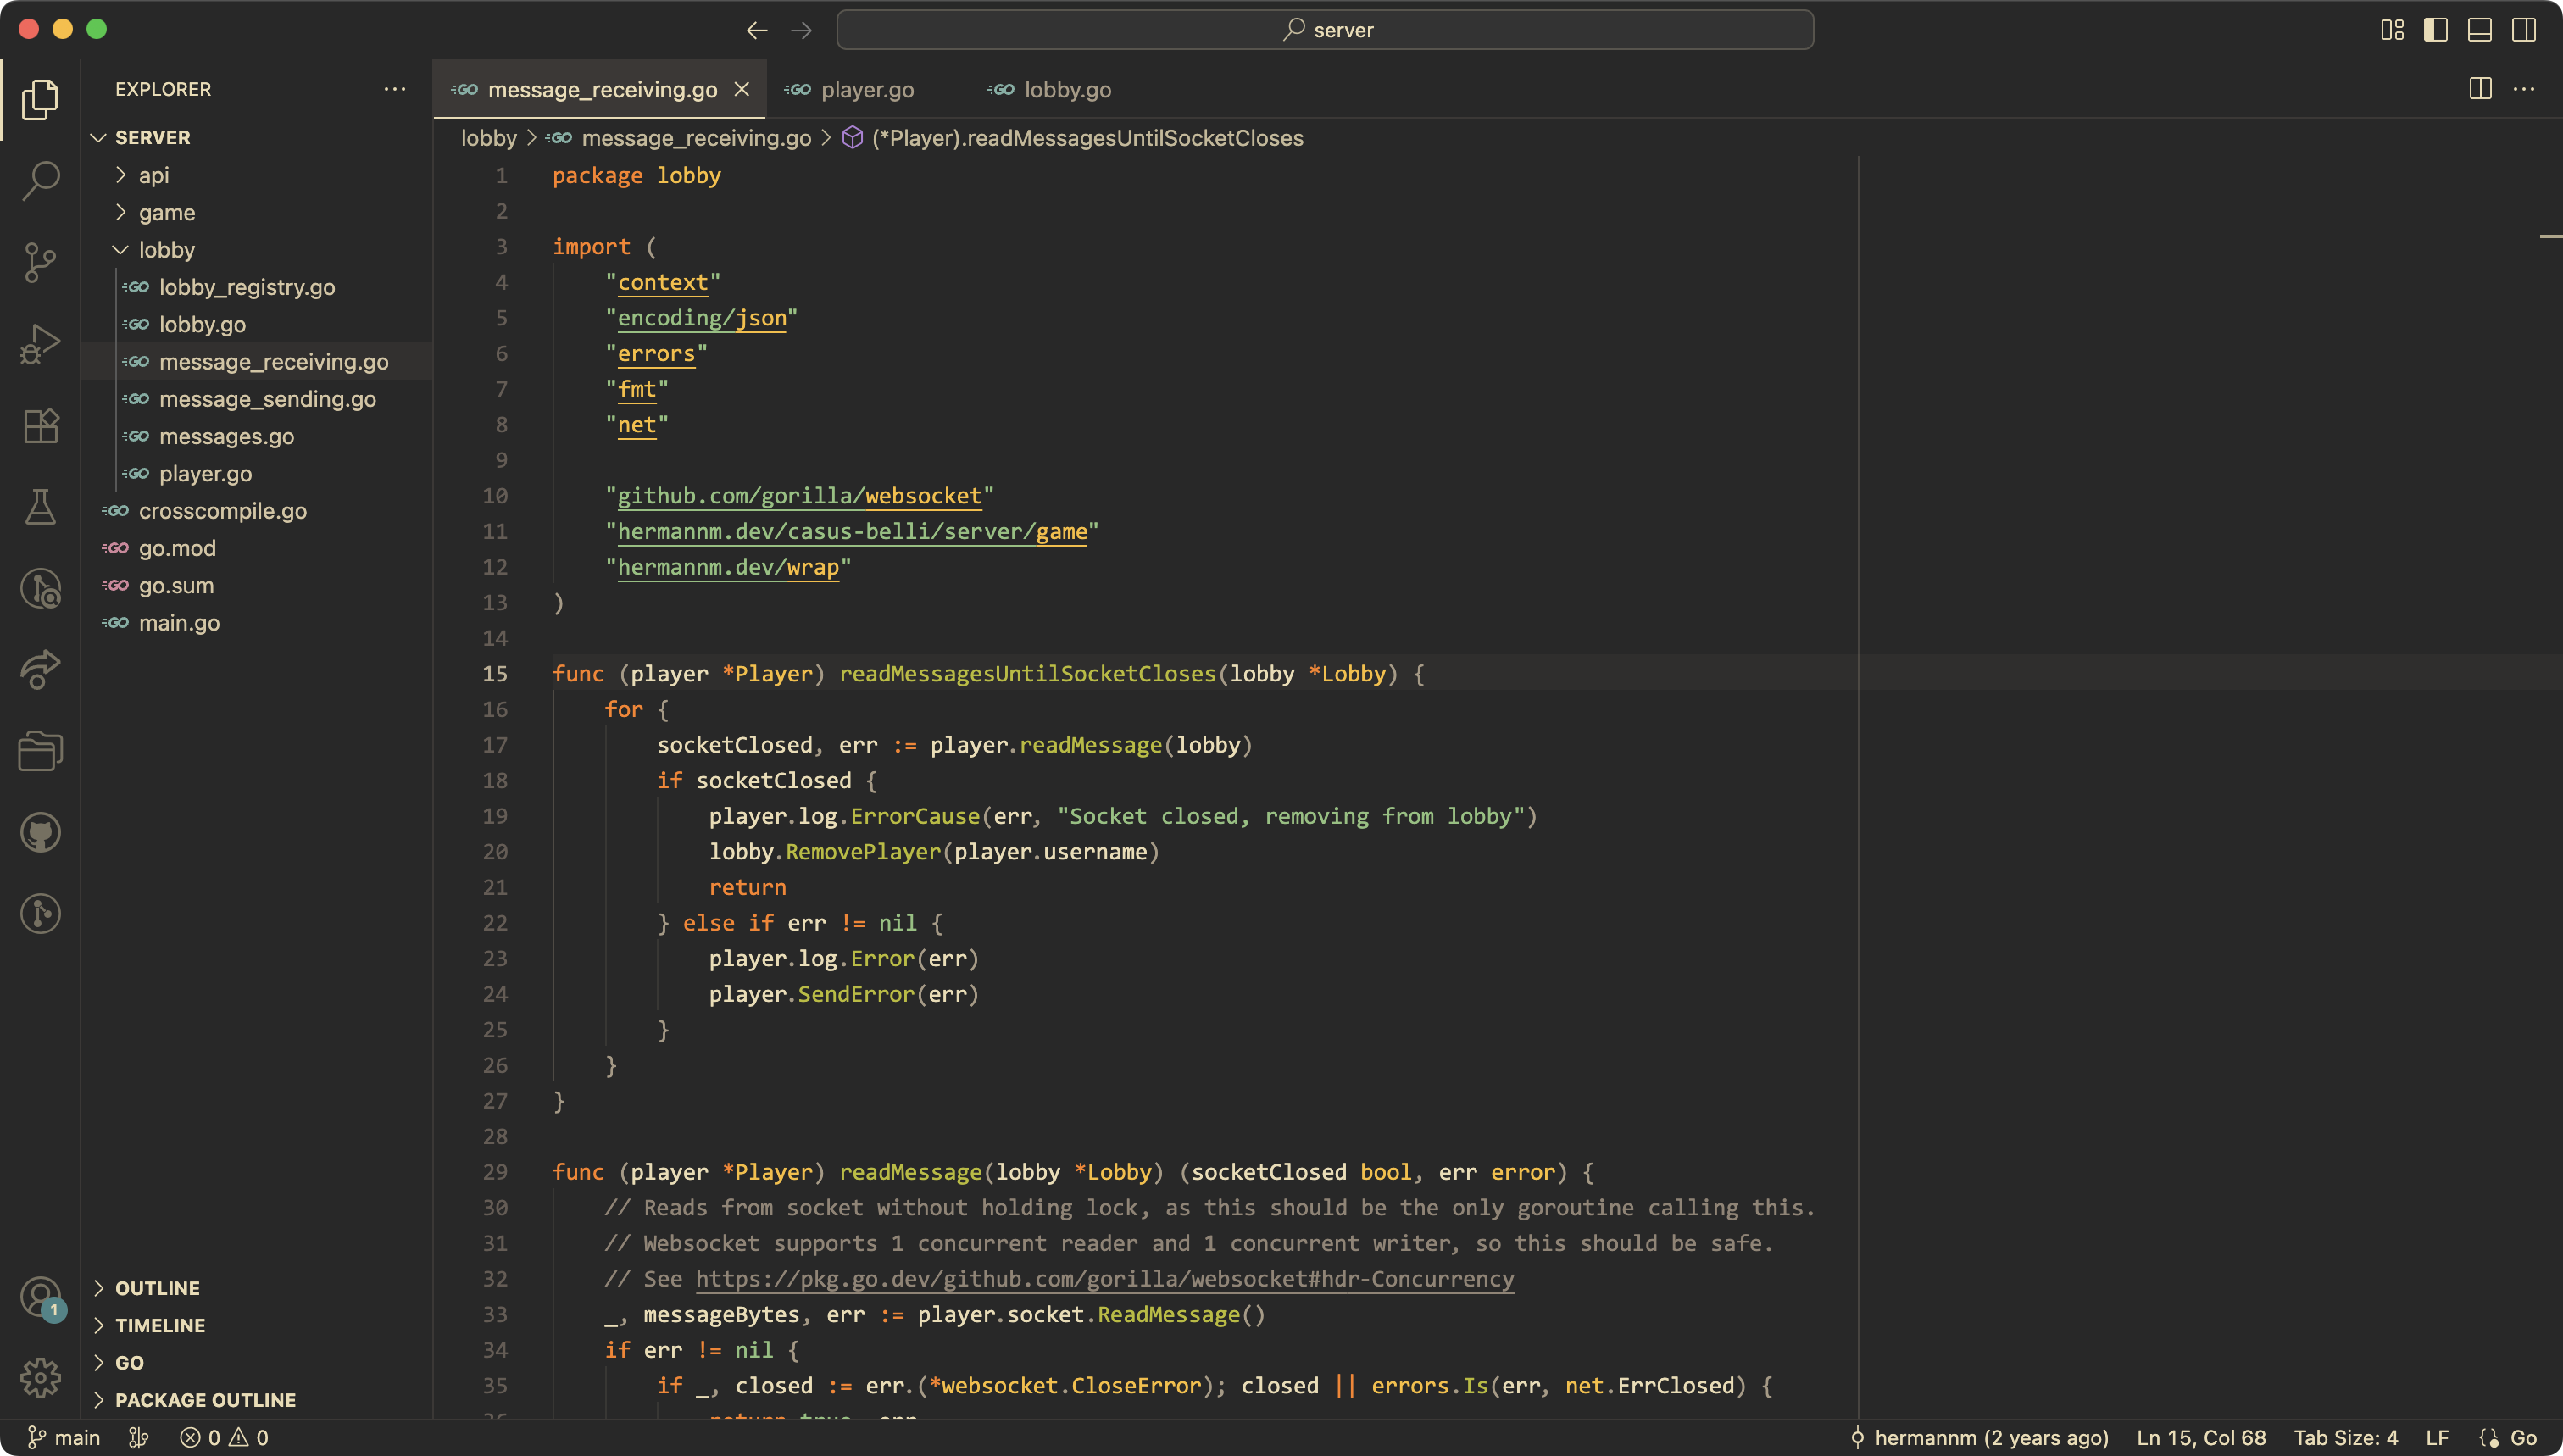 server
EXPLORER
SERVER
api
game
lobby
lobby_registry.go
lobby.go
message_receiving.go
message_sending.go
messages.go
player.go
crosscompile.go
go.mod
go.sum
main.go
OUTLINE
TIMELINE
GO
PACKAGE OUTLINE
message_receiving.go player.go lobby.go
lobby > message_receiving.go > (*Player).readMessagesUntilSocketCloses
1 package lobby
2
3 import (
4 "context"
5 "encoding/json"
6 "errors"
7 "fmt"
8 "net"
9
10 "github.com/gorilla/websocket"
11 "hermannm.dev/casus-belli/server/game"
12 "hermannm.dev/wrap"
13 )
14
15 func (player *Player) readMessagesUntilSocketCloses(lobby *Lobby) {
16 for {
17 socketClosed, err := player.readMessage(lobby)
18 if socketClosed {
19 player.log.ErrorCause(err, "Socket closed, removing from lobby")
20 lobby.RemovePlayer(player.username)
21 return
22 } else if err != nil {
23 player.log.Error(err)
24 player.SendError(err)
25 }
26 }
27 }
28
29 func (player *Player) readMessage(lobby *Lobby) (socketClosed bool, err error) {
30 // Reads from socket without holding lock, as this should be the only goroutine calling this.
31 // Websocket supports 1 concurrent reader and 1 concurrent writer, so this should be safe.
32 // See https://pkg.go.dev/github.com/gorilla/websocket#hdr-Concurrency
33 _, messageBytes, err := player.socket.ReadMessage()
34 if err != nil {
35 if _, closed := err.(*websocket.CloseError); closed || errors.Is(err, net.ErrClosed) {
1
main 0 0 hermannm (2 years ago) Ln 15, Col 68 Tab Size: 4 LF Go